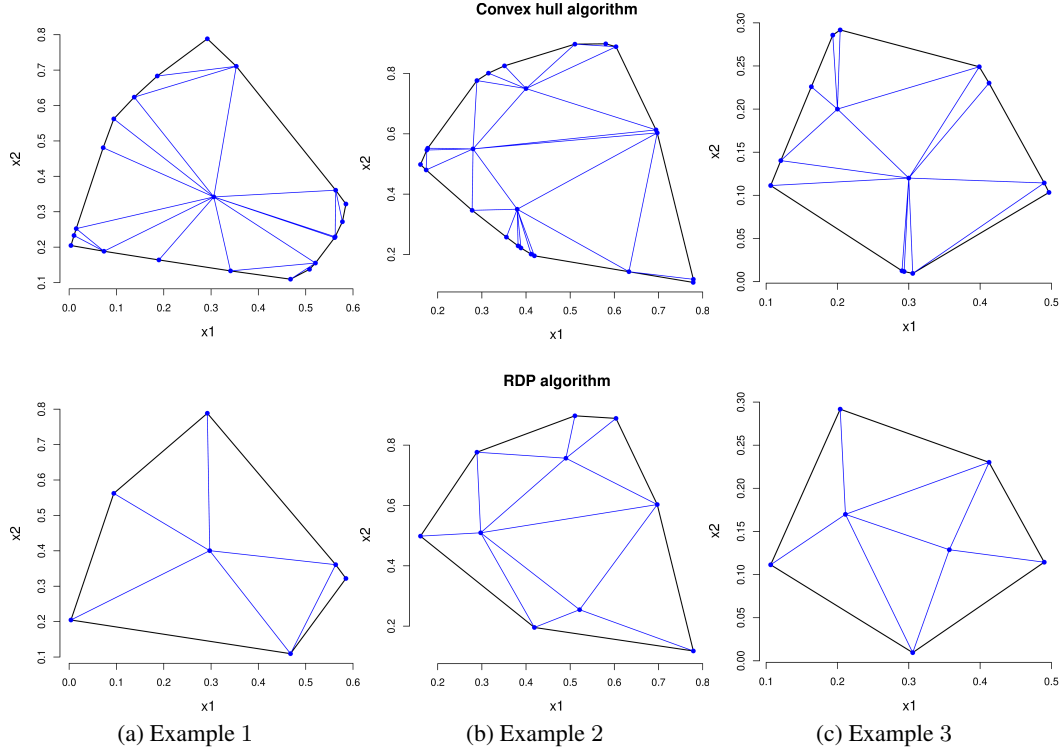 Convex hull algorithm
x2
0.1 0.2 0.3 0.4 0.5 0.6 0.7 0.8
0.0 0.1 0.2 0.3 0.4 0.5 0.6
x1
x2
0.2 0.4 0.6 0.8
0.2 0.3 0.4 0.5 0.6 0.7 0.8
x1
x2
0.00 0.05 0.10 0.15 0.20 0.25 0.30
0.1 0.2 0.3 0.4 0.5
x1
RDP algorithm
x2
0.1 0.2 0.3 0.4 0.5 0.6 0.7 0.8
0.0 0.1 0.2 0.3 0.4 0.5 0.6
x1
x2
0.2 0.4 0.6 0.8
0.2 0.3 0.4 0.5 0.6 0.7 0.8
x1
x2
0.00 0.05 0.10 0.15 0.20 0.25 0.30
0.1 0.2 0.3 0.4 0.5
x1
(a) Example 1
(b) Example 2
(c) Example 3